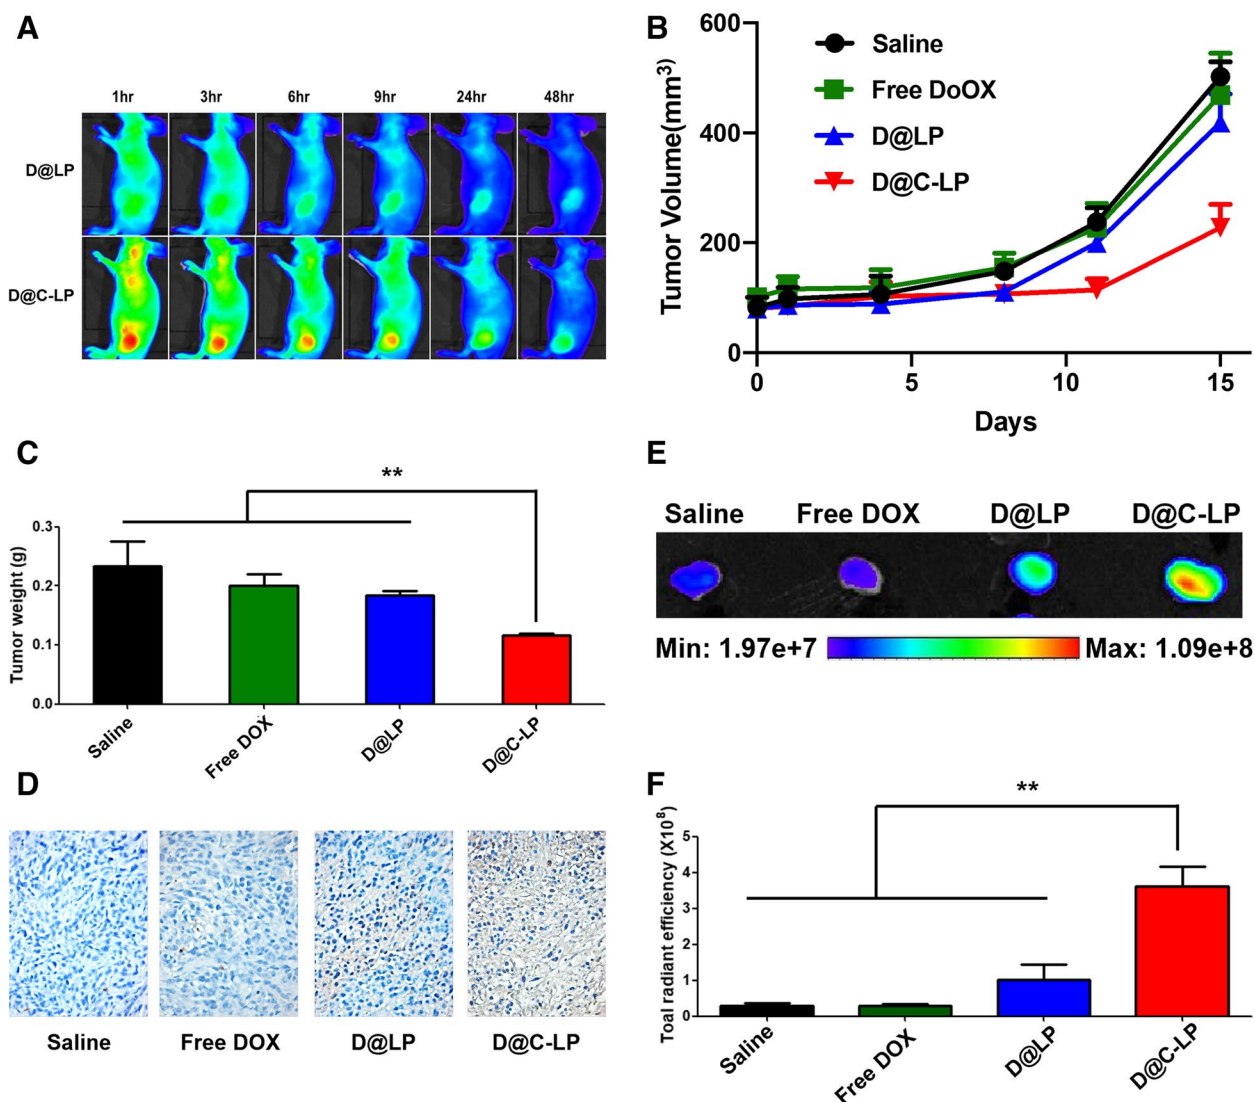 A
1hr 3hr 6hr 9hr 24hr 48hr
D@LP
D@C-LP
B
Tumor Volume(mm³)
600
400
200
0
Saline
Free DoOX
D@LP
D@C-LP
0 5 10 15
Days
C
**
Tumor weight (g)
0.3
0.2
0.1
0.0
Saline Free DOX D@LP D@C-LP
E
Saline Free DOX D@LP D@C-LP
Min: 1.97e+7 Max: 1.09e+8
D
Saline Free DOX D@LP D@C-LP
F
**
Toal radiant efficiency (X10⁸)
5
4
3
2
1
0
Saline Free DOX D@LP D@C-LP